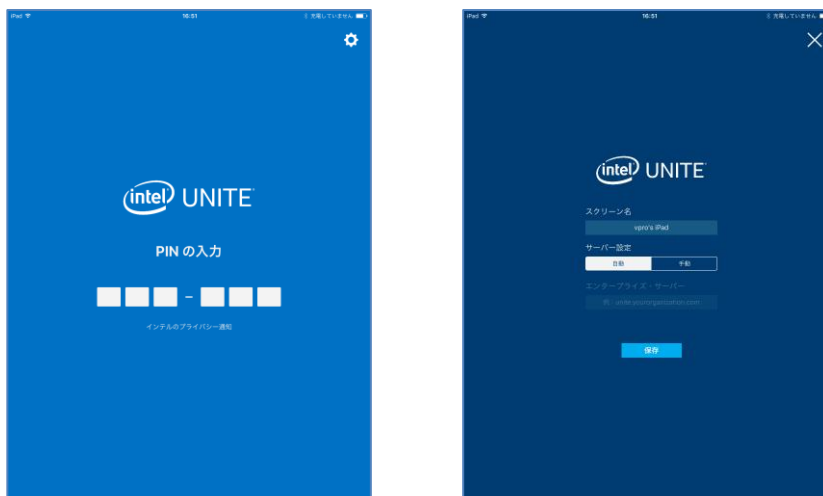 iPad 16:51 充電していません
intel UNITE
PIN の入力
–
インテルのプライバシー通知
iPad 16:51 充電していません
intel UNITE
スクリーン名
vpro's iPad
サーバー設定
自動 手動
エンタープライズ・サーバー
例: unite.yourorganization.com
保存